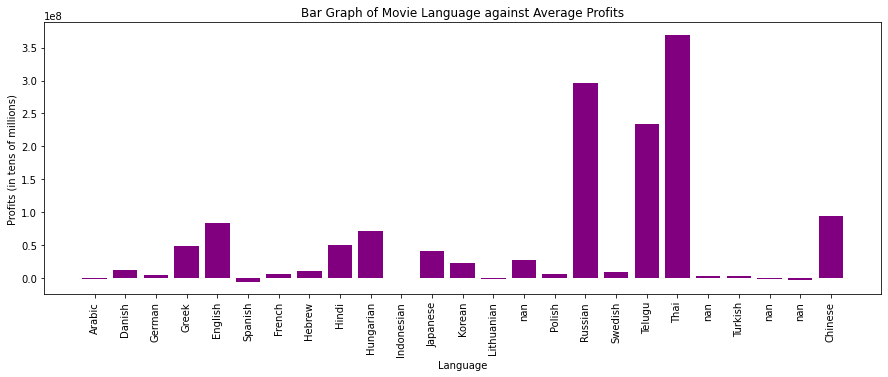 Bar Graph of Movie Language against Average Profits
1e8
3.5
3.0
2.5
2.0
1.5
1.0
0.5
0.0
Profits (in tens of millions)
Arabic
Danish
German
Greek
English
Spanish
French
Hebrew
Hindi
Hungarian
Indonesian
Japanese
Korean
Lithuanian
nan
Polish
Russian
Swedish
Telugu
Thai
nan
Turkish
nan
nan
Chinese
Language